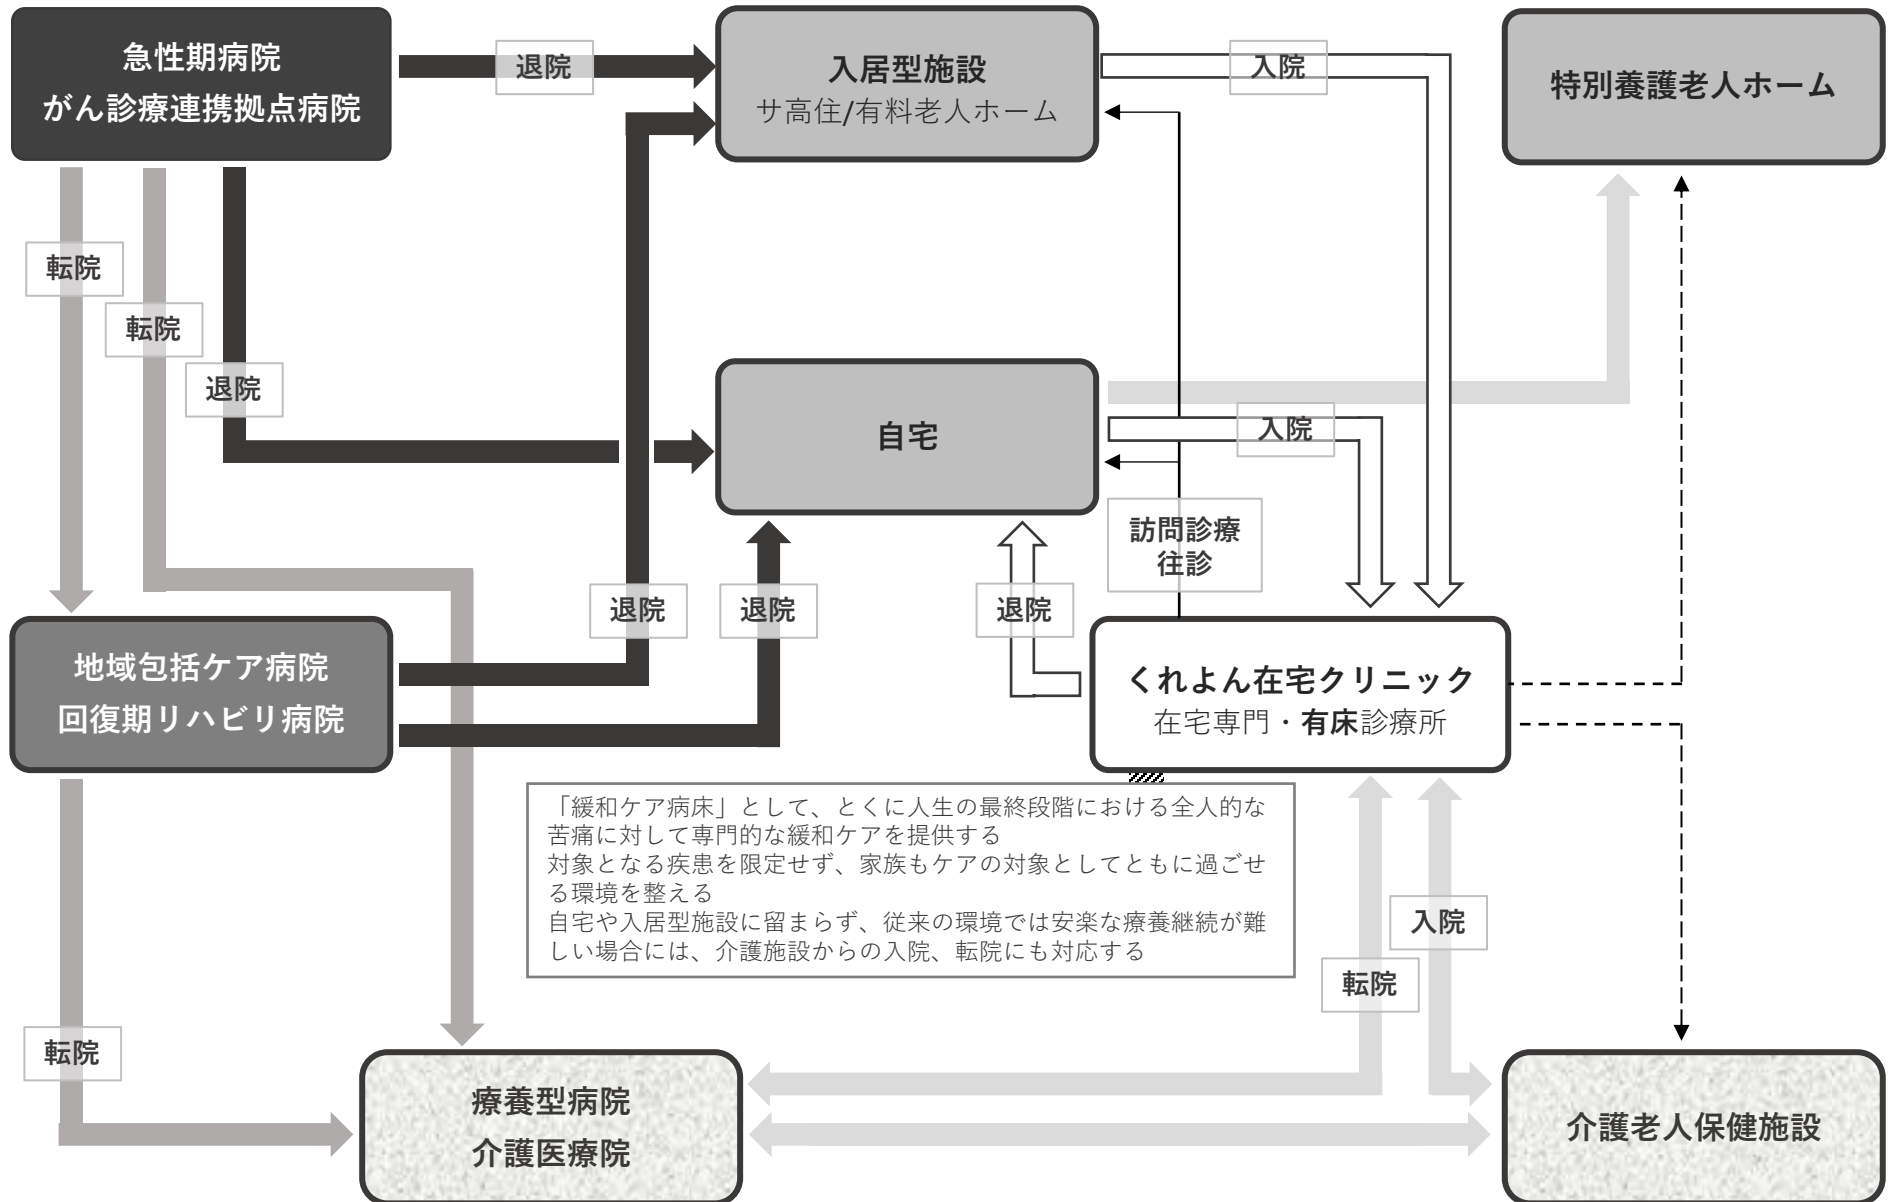 急性期病院
がん診療連携拠点病院
退院
入居型施設
サ高住/有料老人ホーム
入院
特別養護老人ホーム
転院
転院
退院
自宅
入院
訪問診療
往診
退院
退院
退院
地域包括ケア病院
回復期リハビリ病院
くれよん在宅クリニック
在宅専門・有床診療所
「緩和ケア病床」として、とくに人生の最終段階における全人的な
苦痛に対して専門的な緩和ケアを提供する
対象となる疾患を限定せず、家族もケアの対象としてともに過ごせ
る環境を整える
自宅や入居型施設に留まらず、従来の環境では安楽な療養継続が難
しい場合には、介護施設からの入院、転院にも対応する
入院
転院
転院
療養型病院
介護医療院
介護老人保健施設